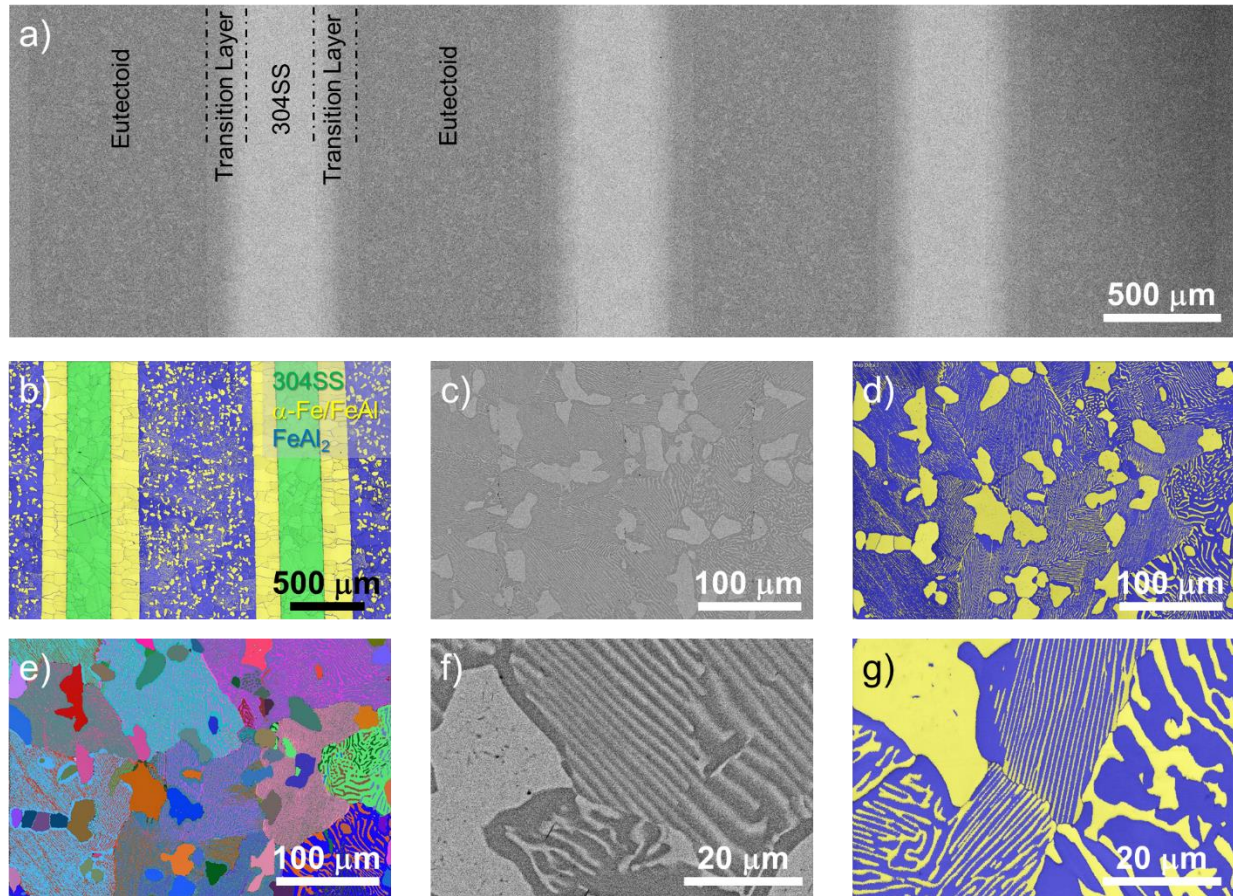 a)
Eutectoid
Transition Layer
304SS
Transition Layer
Eutectoid
500 μm
b)
304SS
α-Fe/FeAl
FeAl₂
500 μm
c)
100 μm
d)
100 μm
e)
100 μm
f)
20 μm
g)
20 μm